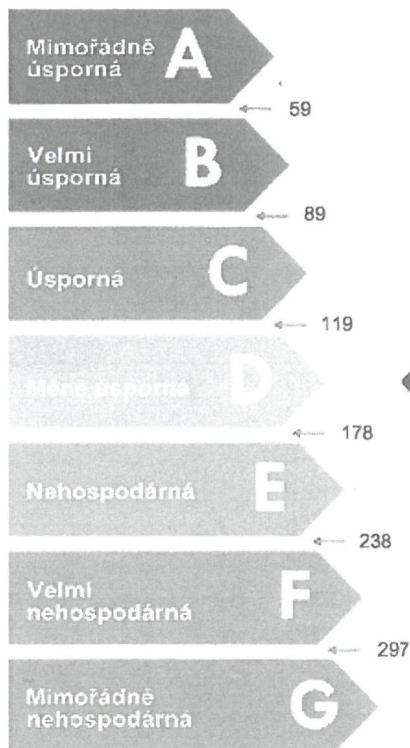 Mimořádně
úsporná A
59
Velmi
úsporná B
89
Úsporná C
119
Méně úsporná D
178
Nehospodárná E
238
Velmi
nehospodárná F
297
Mimořádně
nehospodárná G